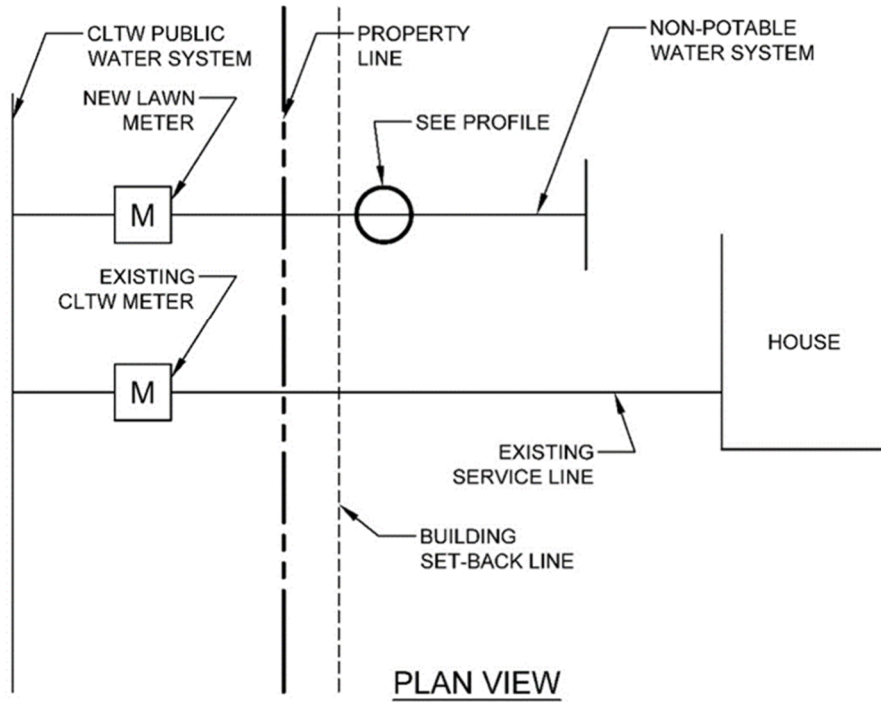 CLTW PUBLIC
WATER SYSTEM
PROPERTY
LINE
NON-POTABLE
WATER SYSTEM
NEW LAWN
METER
SEE PROFILE
M
EXISTING
CLTW METER
HOUSE
M
EXISTING
SERVICE LINE
BUILDING
SET-BACK LINE
PLAN VIEW